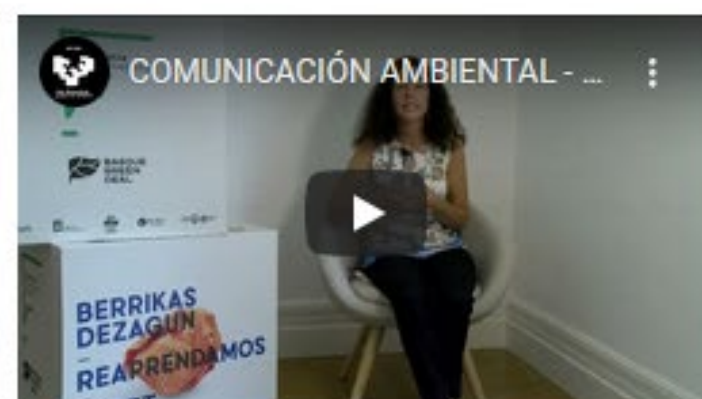 COMUNICACIÓN AMBIENTAL - ...
BASQUE
GREEN
DEAL
BERRIKAS
DEZAGUN
REAPRENDAMOS